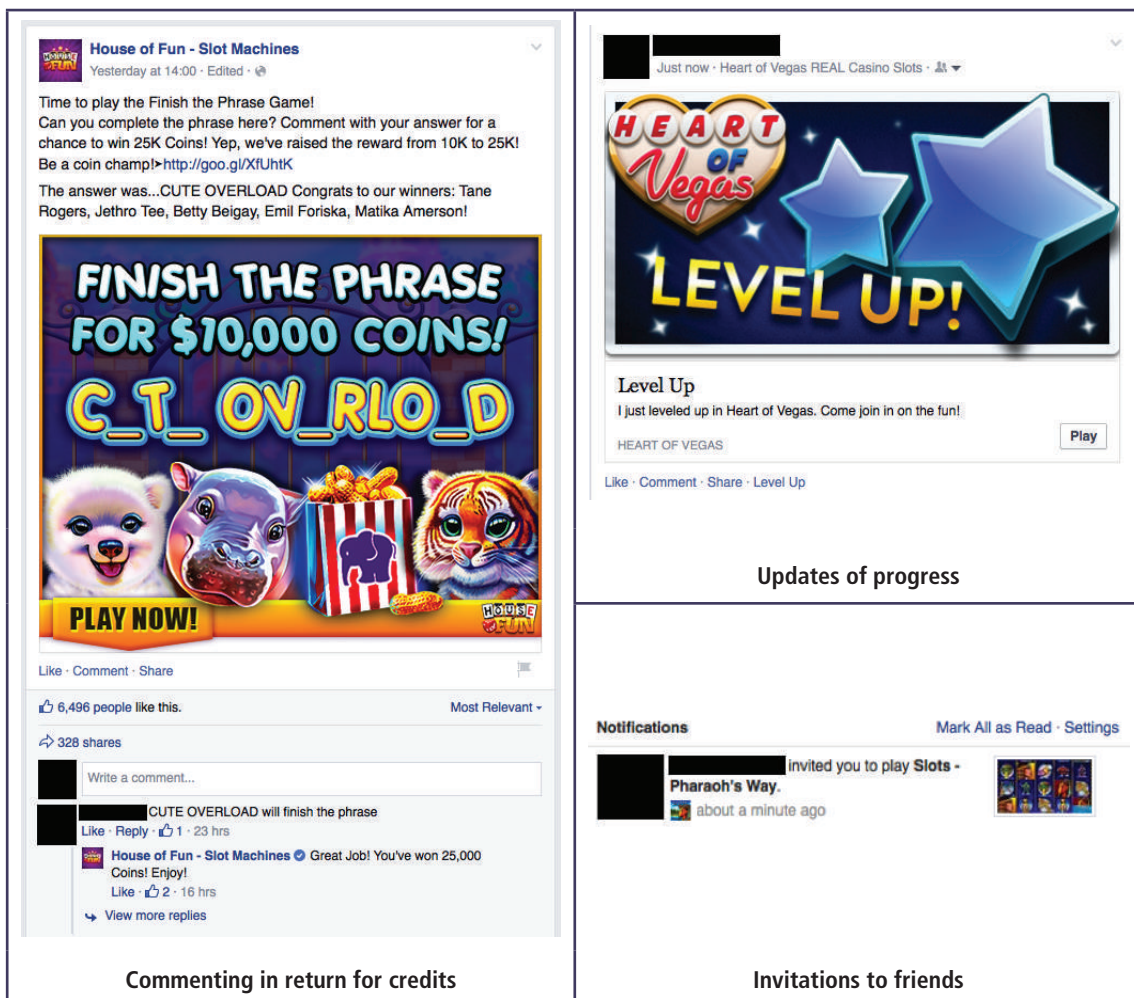 House of Fun - Slot Machines
Yesterday at 14:00 · Edited ·
Time to play the Finish the Phrase Game!
Can you complete the phrase here? Comment with your answer for a
chance to win 25K Coins! Yep, we've raised the reward from 10K to 25K!
Be a coin champ!➤http://goo.gl/XfUhtK
The answer was...CUTE OVERLOAD Congrats to our winners: Tane
Rogers, Jethro Tee, Betty Beigay, Emil Foriska, Matika Amerson!
FINISH THE PHRASE
FOR $10,000 COINS!
C_T_ OV_RLO_D
PLAY NOW!
HOUSE
OF FUN
Like · Comment · Share
6,496 people like this.
Most Relevant
328 shares
Write a comment...
CUTE OVERLOAD will finish the phrase
Like · Reply · 1 · 23 hrs
House of Fun - Slot Machines Great Job! You've won 25,000
Coins! Enjoy!
Like · 2 · 16 hrs
View more replies
Commenting in return for credits
Just now · Heart of Vegas REAL Casino Slots ·
HEART
OF
Vegas
LEVEL UP!
Level Up
I just leveled up in Heart of Vegas. Come join in on the fun!
HEART OF VEGAS
Play
Like · Comment · Share · Level Up
Updates of progress
Notifications
Mark All as Read · Settings
invited you to play Slots -
Pharaoh's Way.
about a minute ago
Invitations to friends